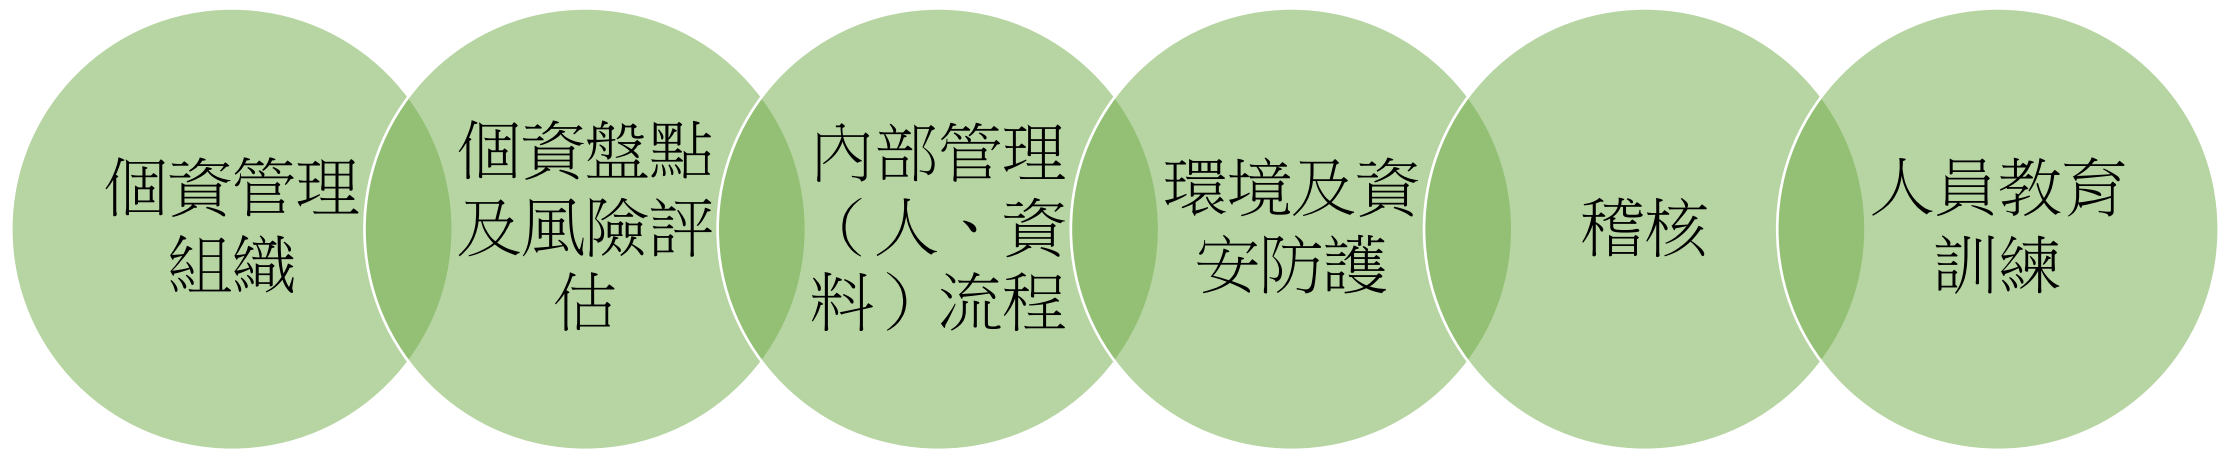 個資管理
組織
個資盤點
及風險評
估
內部管理
（人、資
料）流程
環境及資
安防護
稽核
人員教育
訓練